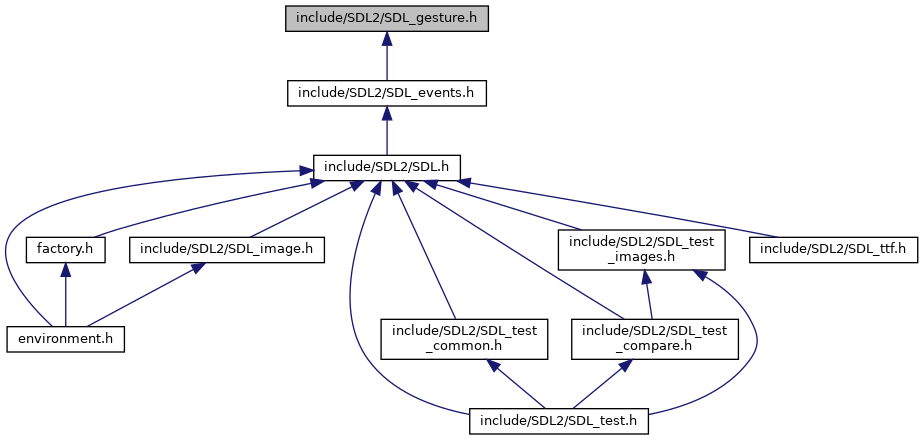 include/SDL2/SDL_gesture.h
include/SDL2/SDL_events.h
include/SDL2/SDL.h
factory.h
include/SDL2/SDL_image.h
include/SDL2/SDL_test
_images.h
include/SDL2/SDL_ttf.h
environment.h
include/SDL2/SDL_test
_common.h
include/SDL2/SDL_test
_compare.h
include/SDL2/SDL_test.h